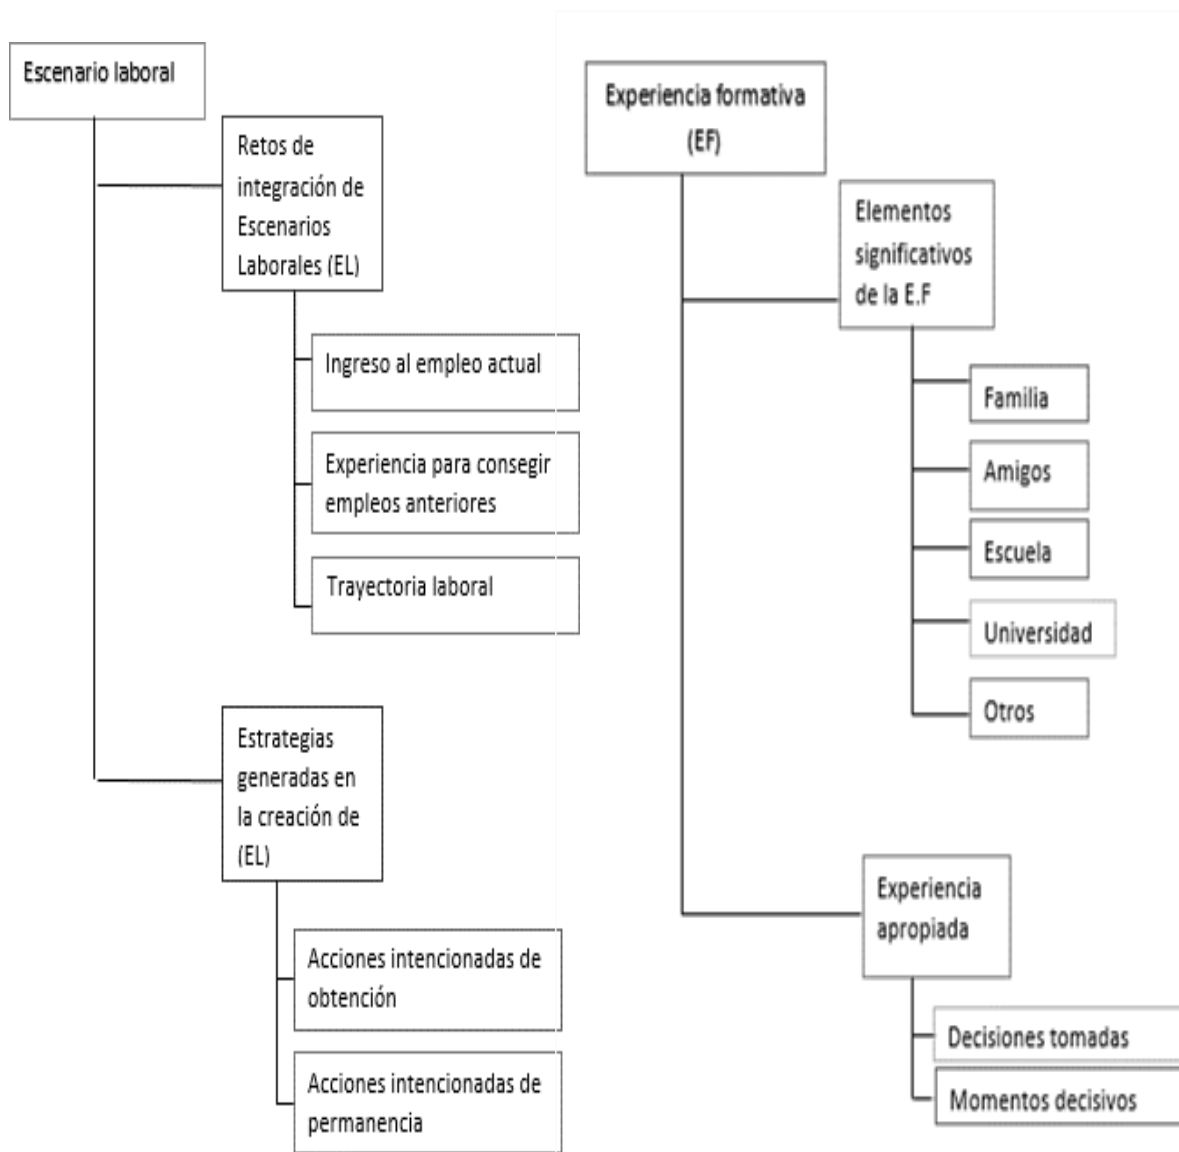 Escenario laboral
Retos de
integración de
Escenarios
Laborales (EL)
Ingreso al empleo actual
Experiencia para consegir
empleos anteriores
Trayectoria laboral
Estrategias
generadas en
la creación de
(EL)
Acciones intencionadas de
obtención
Acciones intencionadas de
permanencia
Experiencia formativa
(EF)
Elementos
significativos
de la E.F
Familia
Amigos
Escuela
Universidad
Otros
Experiencia
apropiada
Decisiones tomadas
Momentos decisivos